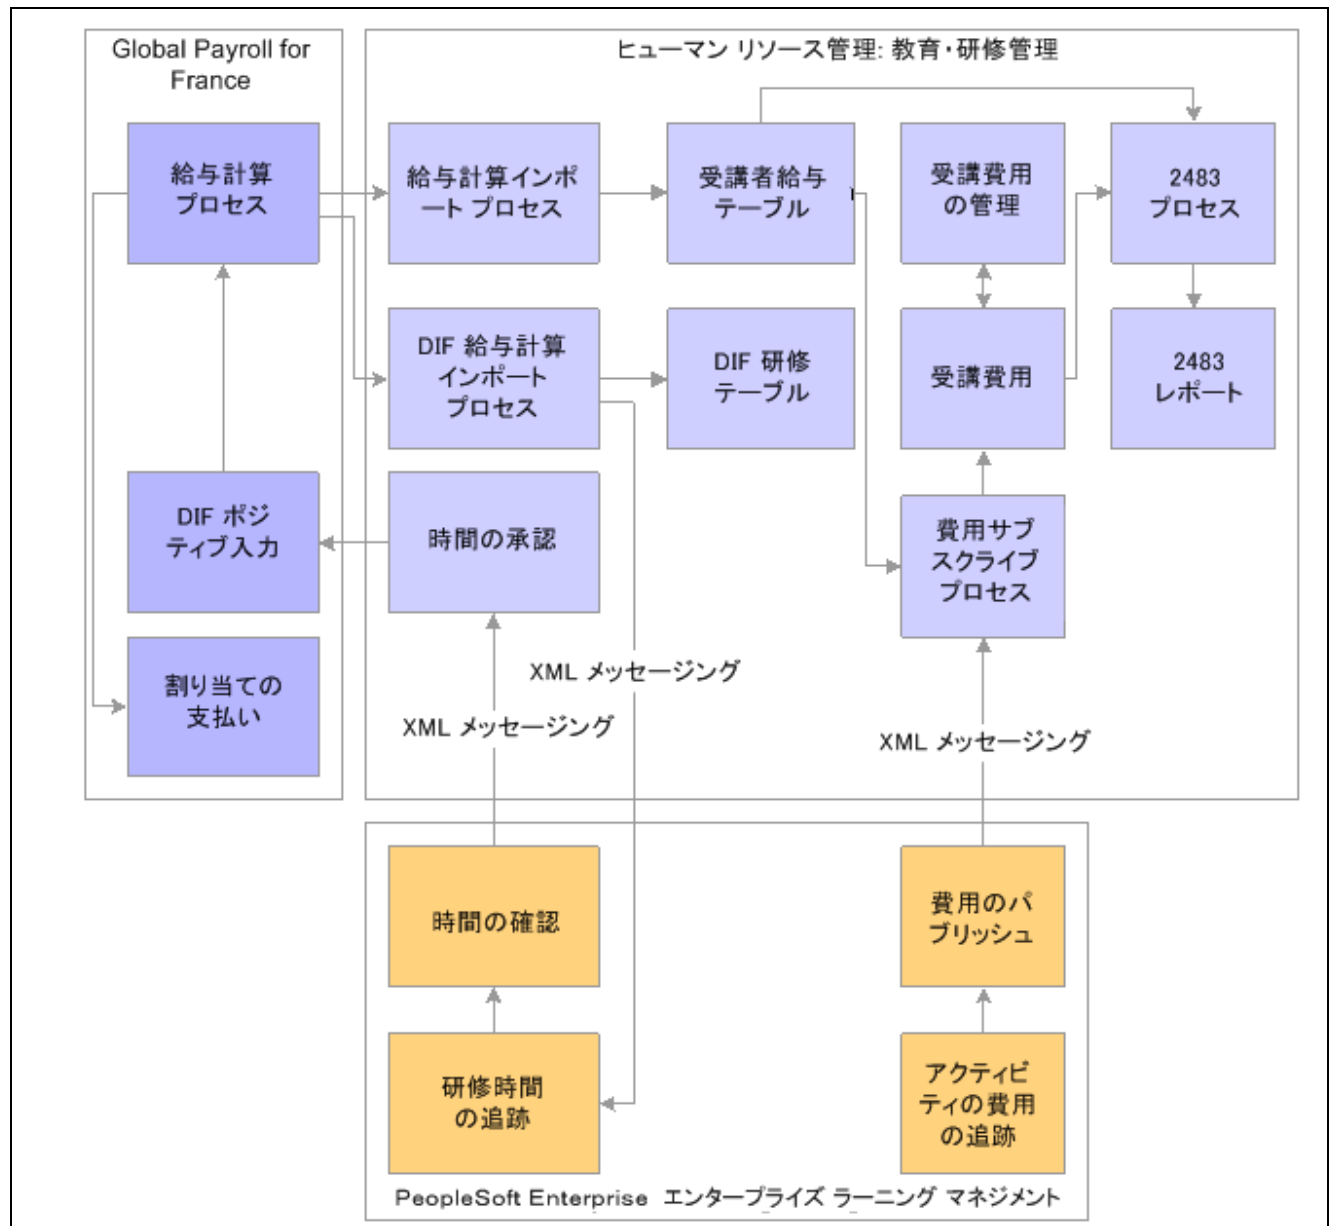 Global Payroll for
France
ヒューマン リソース管理: 教育・研修管理
給与計算
プロセス
給与計算インポ
ート プロセス
受講者給与
テーブル
受講費用
の管理
2483
プロセス
DIF 給与計算
インポート
プロセス
DIF 研修
テーブル
受講費用
2483
レポート
DIF ポジ
ティブ入力
時間の承認
費用サブ
スクライブ
プロセス
割り当ての
支払い
XML メッセージング
XML メッセージング
XML メッセージング
時間の確認
費用のパ
ブリッシュ
研修時間
の追跡
アクティビ
ティの費用
の追跡
PeopleSoft Enterprise エンタープライズ ラーニング マネジメント